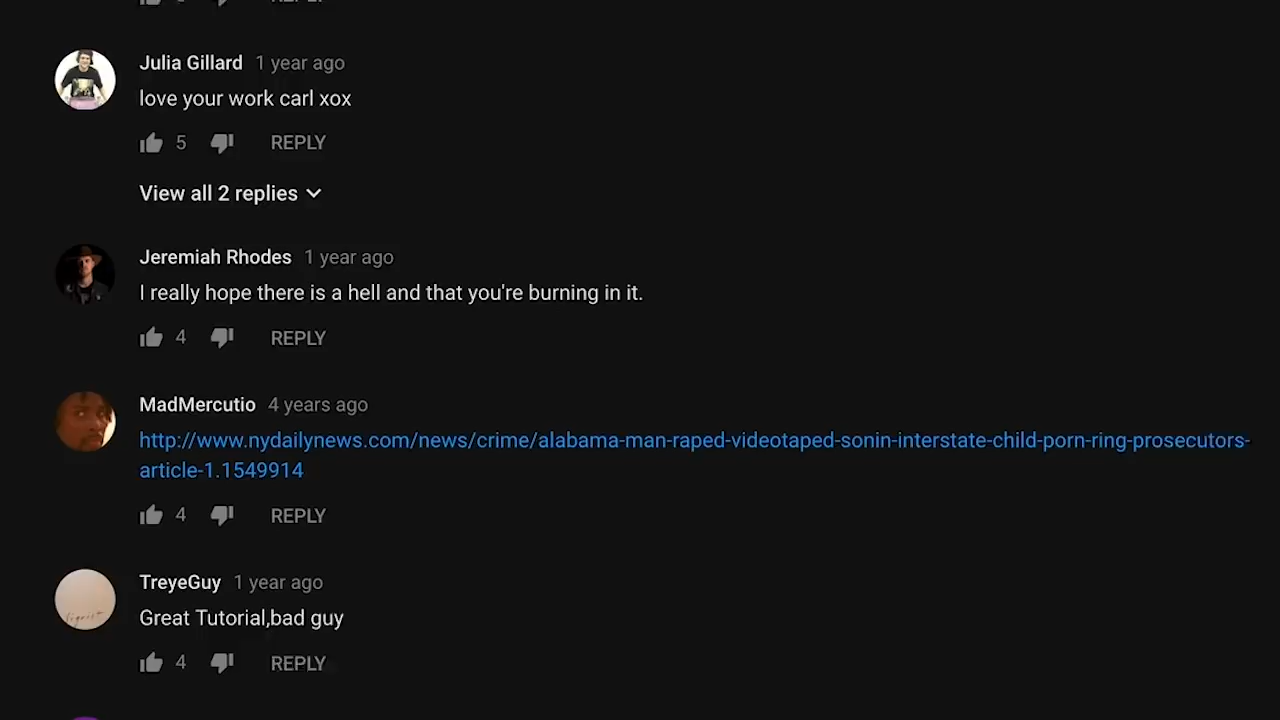 REPLY
Julia Gillard 1 year ago
love your work carl xox
5 REPLY
View all 2 replies
Jeremiah Rhodes 1 year ago
I really hope there is a hell and that you're burning in it.
4 REPLY
MadMercutio 4 years ago
http://www.nydailynews.com/news/crime/alabama-man-raped-videotaped-sonin-interstate-child-porn-ring-prosecutors-
article-1.1549914
4 REPLY
TreyeGuy 1 year ago
Great Tutorial,bad guy
4 REPLY